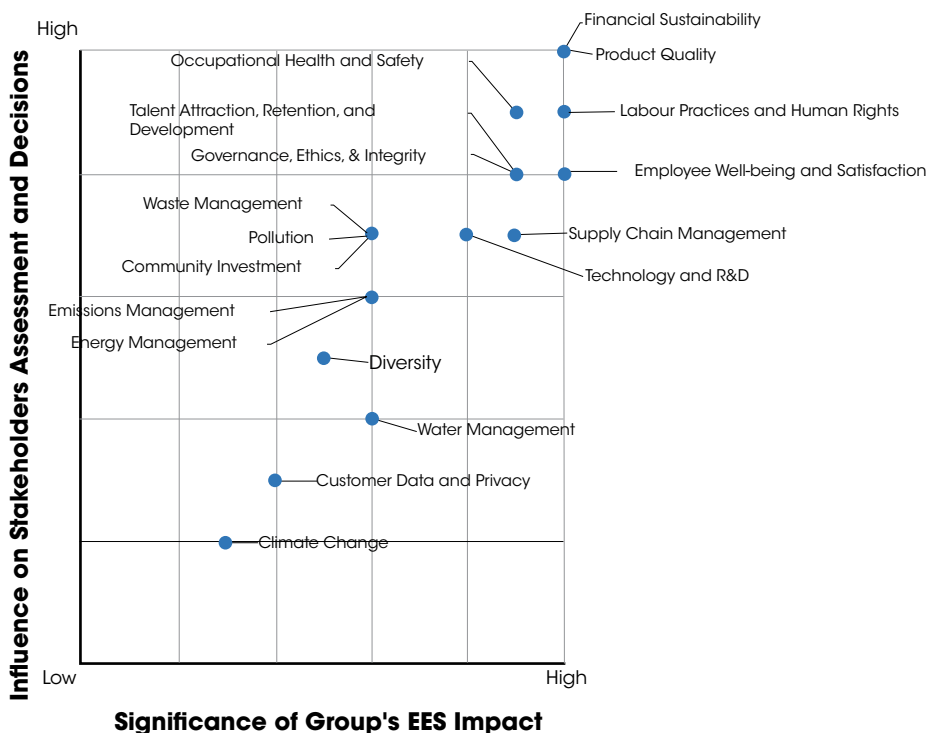 Financial Sustainability
High
Product Quality
Occupational Health and Safety
Talent Attraction, Retention, and
Development
Labour Practices and Human Rights
Governance, Ethics, & Integrity
Employee Well-being and Satisfaction
Waste Management
Pollution
Supply Chain Management
Community Investment
Technology and R&D
Emissions Management
Energy Management
Diversity
Water Management
Customer Data and Privacy
Climate Change
Influence on Stakeholders Assessment and Decisions
Low
High
Significance of Group's EES Impact